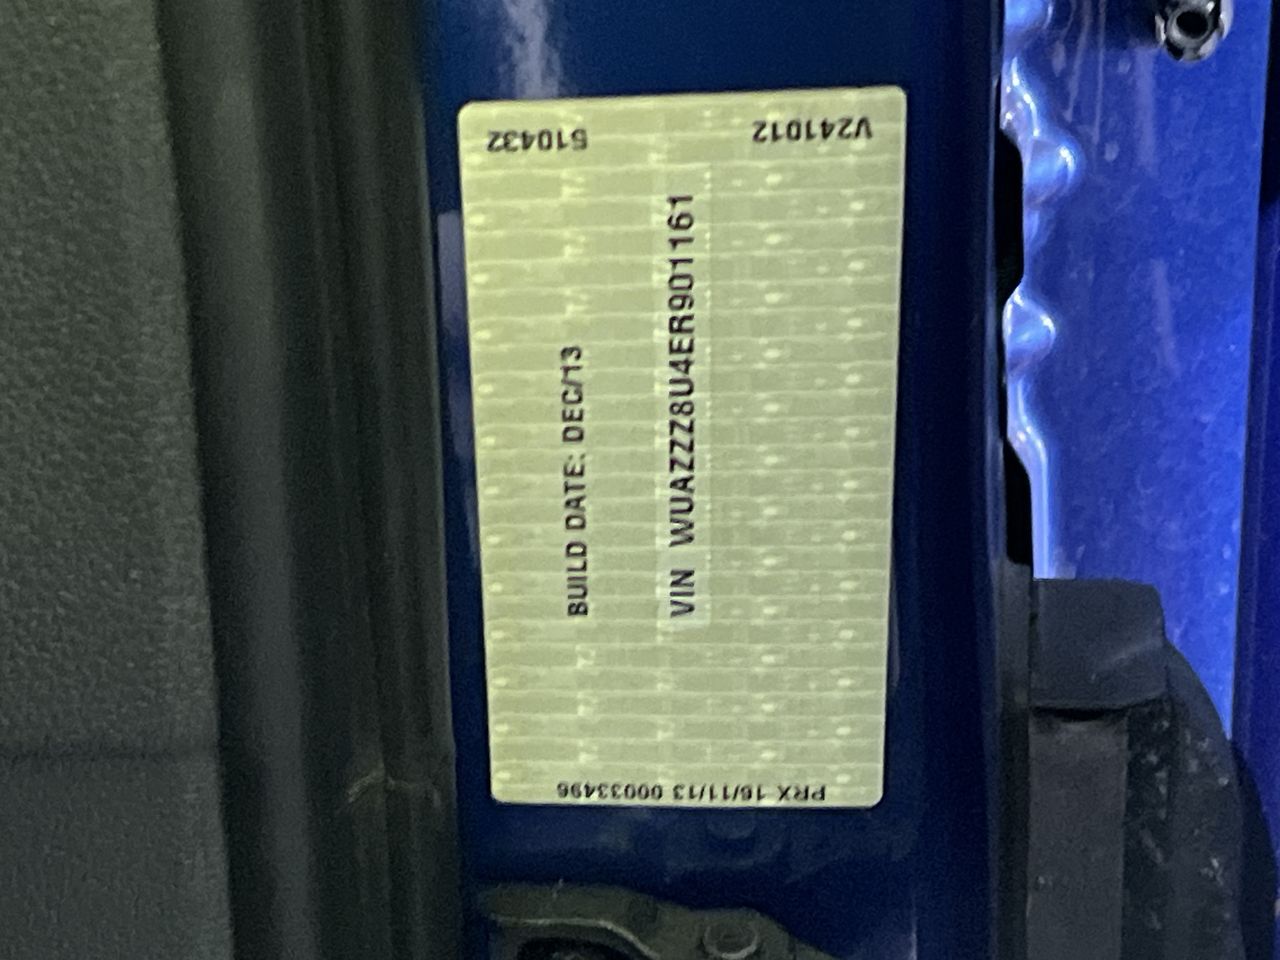 510432
V241012
BUILD DATE: DEC/13
VIN WUAZZZ8U4ER901161
PRX 16/11/13 00033496